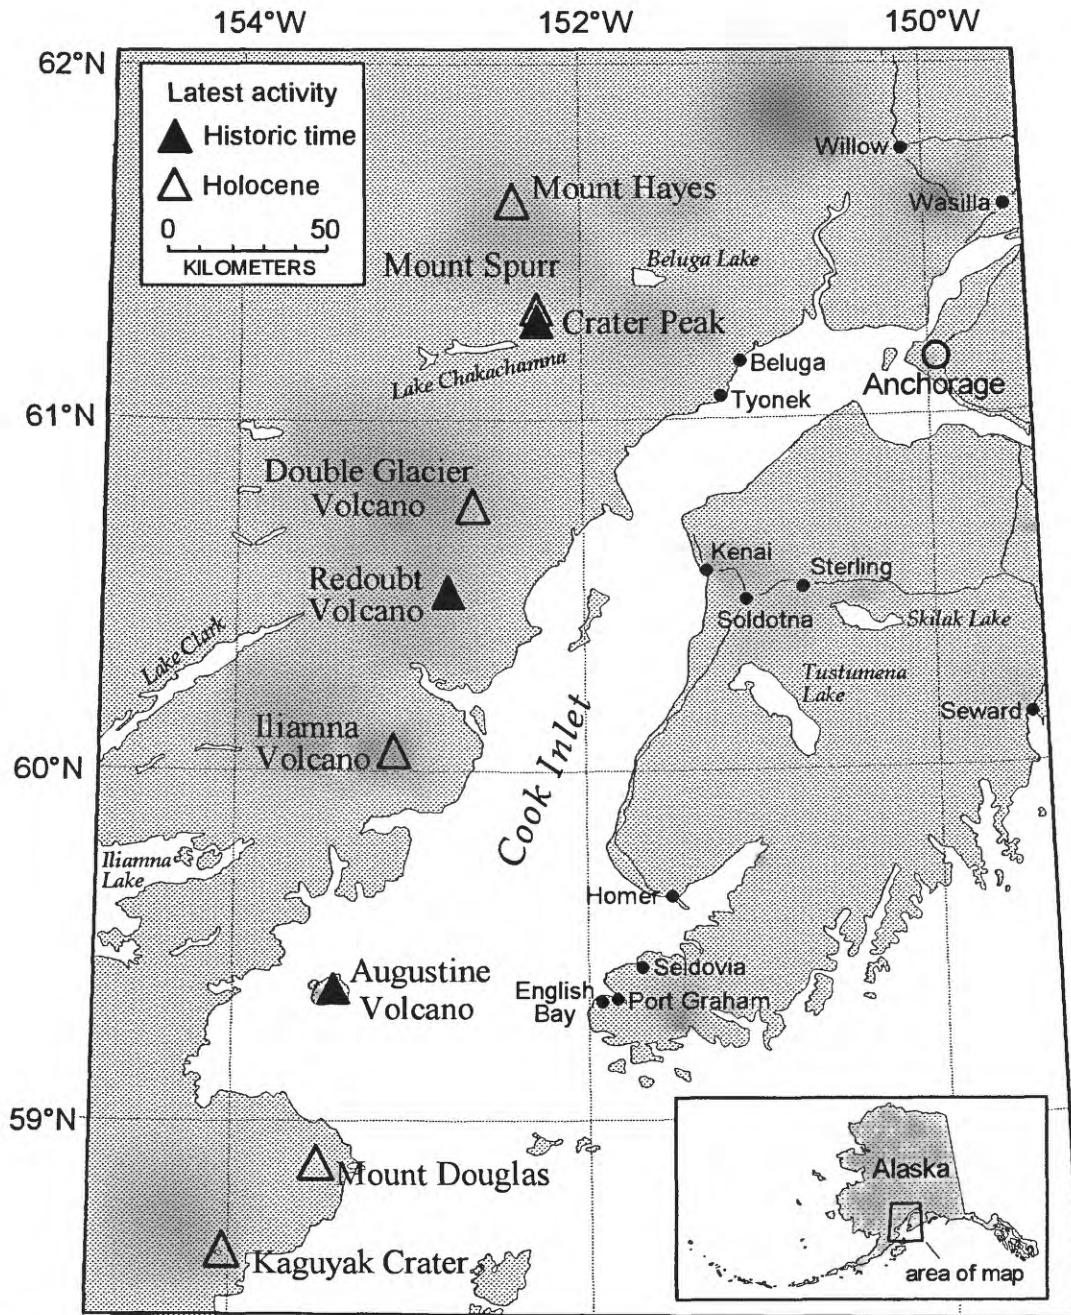 154°W
152°W
150°W
62°N
Latest activity
Historic time
Holocene
0 50
KILOMETERS
Willow
Wasilla
Mount Hayes
Mount Spurr
Beluga Lake
Crater Peak
Lake Chakachamna
Beluga
Anchorage
Tyonek
61°N
Double Glacier
Volcano
Kenai
Sterling
Redoubt
Volcano
Soldotna
Skilak Lake
Lake Clark
Tustumena
Lake
Seward
Iliamna
Volcano
60°N
Cook Inlet
Iliamna
Lake
Homer
Augustine
Volcano
Seldovia
English
Bay
Port Graham
59°N
Mount Douglas
Alaska
Kaguyak Crater
area of map